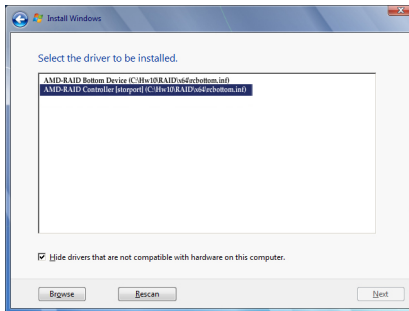 Install Windows
Select the driver to be installed.
AMD-RAID Bottom Device (C:\Hw10\RAID\x64\rcbottom.inf)
AMD-RAID Controller [storport] (C:\Hw10\RAID\x64\rcbottom.inf)
Hide drivers that are not compatible with hardware on this computer.
Browse Rescan Next